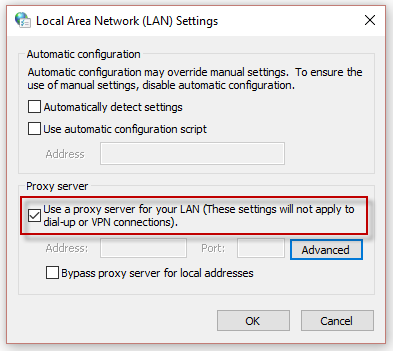 Local Area Network (LAN) Settings
Automatic configuration
Automatic configuration may override manual settings. To ensure the
use of manual settings, disable automatic configuration.
Automatically detect settings
Use automatic configuration script
Address
Proxy server
Use a proxy server for your LAN (These settings will not apply to
dial-up or VPN connections).
Address: Port: Advanced
Bypass proxy server for local addresses
OK Cancel